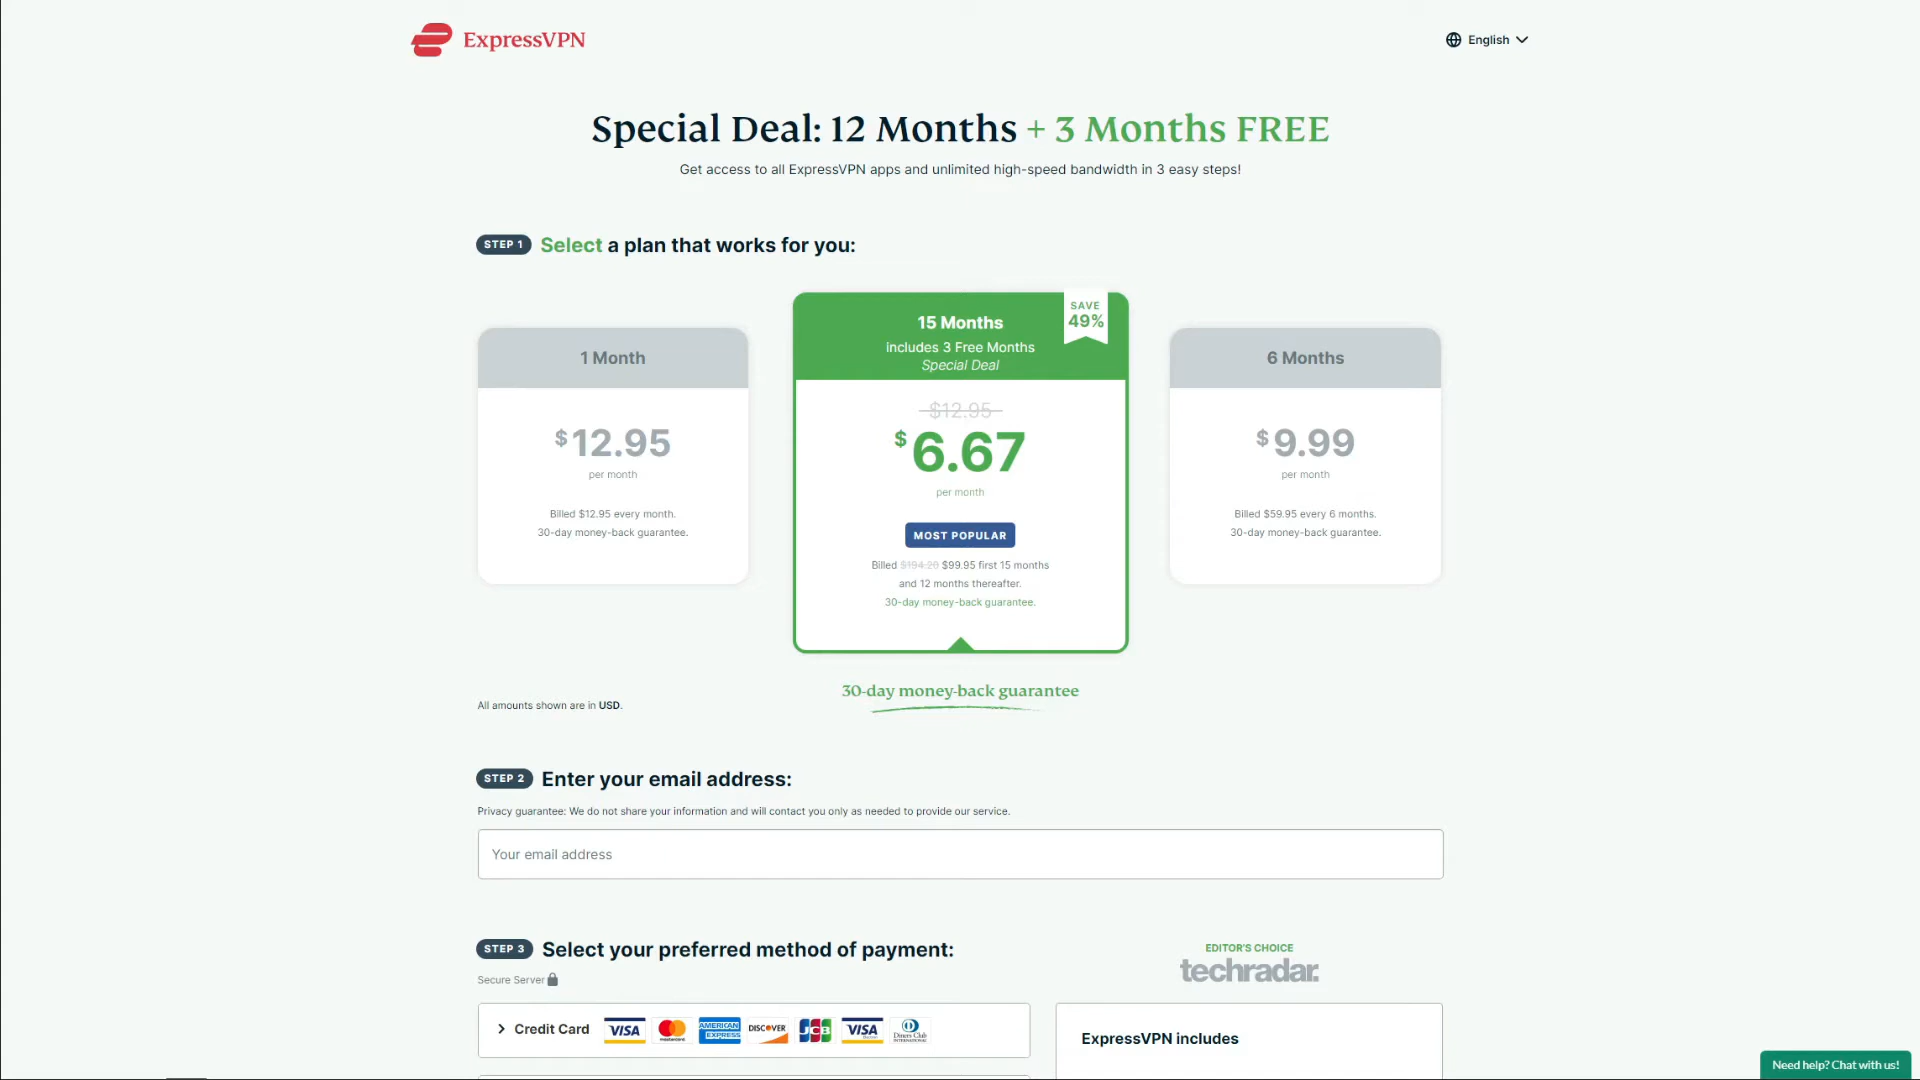 ExpressVPN
English
Special Deal: 12 Months + 3 Months FREE
Get access to all ExpressVPN apps and unlimited high-speed bandwidth in 3 easy steps!
STEP 1 Select a plan that works for you:
1 Month
$12.95
per month
Billed $12.95 every month.
30-day money-back guarantee.
SAVE
49%
15 Months
includes 3 Free Months
Special Deal
$12.95
$6.67
per month
MOST POPULAR
Billed $194.20 $99.95 first 15 months
and 12 months thereafter.
30-day money-back guarantee.
6 Months
$9.99
per month
Billed $59.95 every 6 months.
30-day money-back guarantee.
30-day money-back guarantee
All amounts shown are in USD.
STEP 2 Enter your email address:
Privacy guarantee: We do not share your information and will contact you only as needed to provide our service.
Your email address
STEP 3 Select your preferred method of payment:
Secure Server
Credit Card VISA mastercard AMERICAN EXPRESS DISCOVER JCB VISA Diners Club INTERNATIONAL
EDITOR'S CHOICE
techradar.
ExpressVPN includes
Need help? Chat with us!